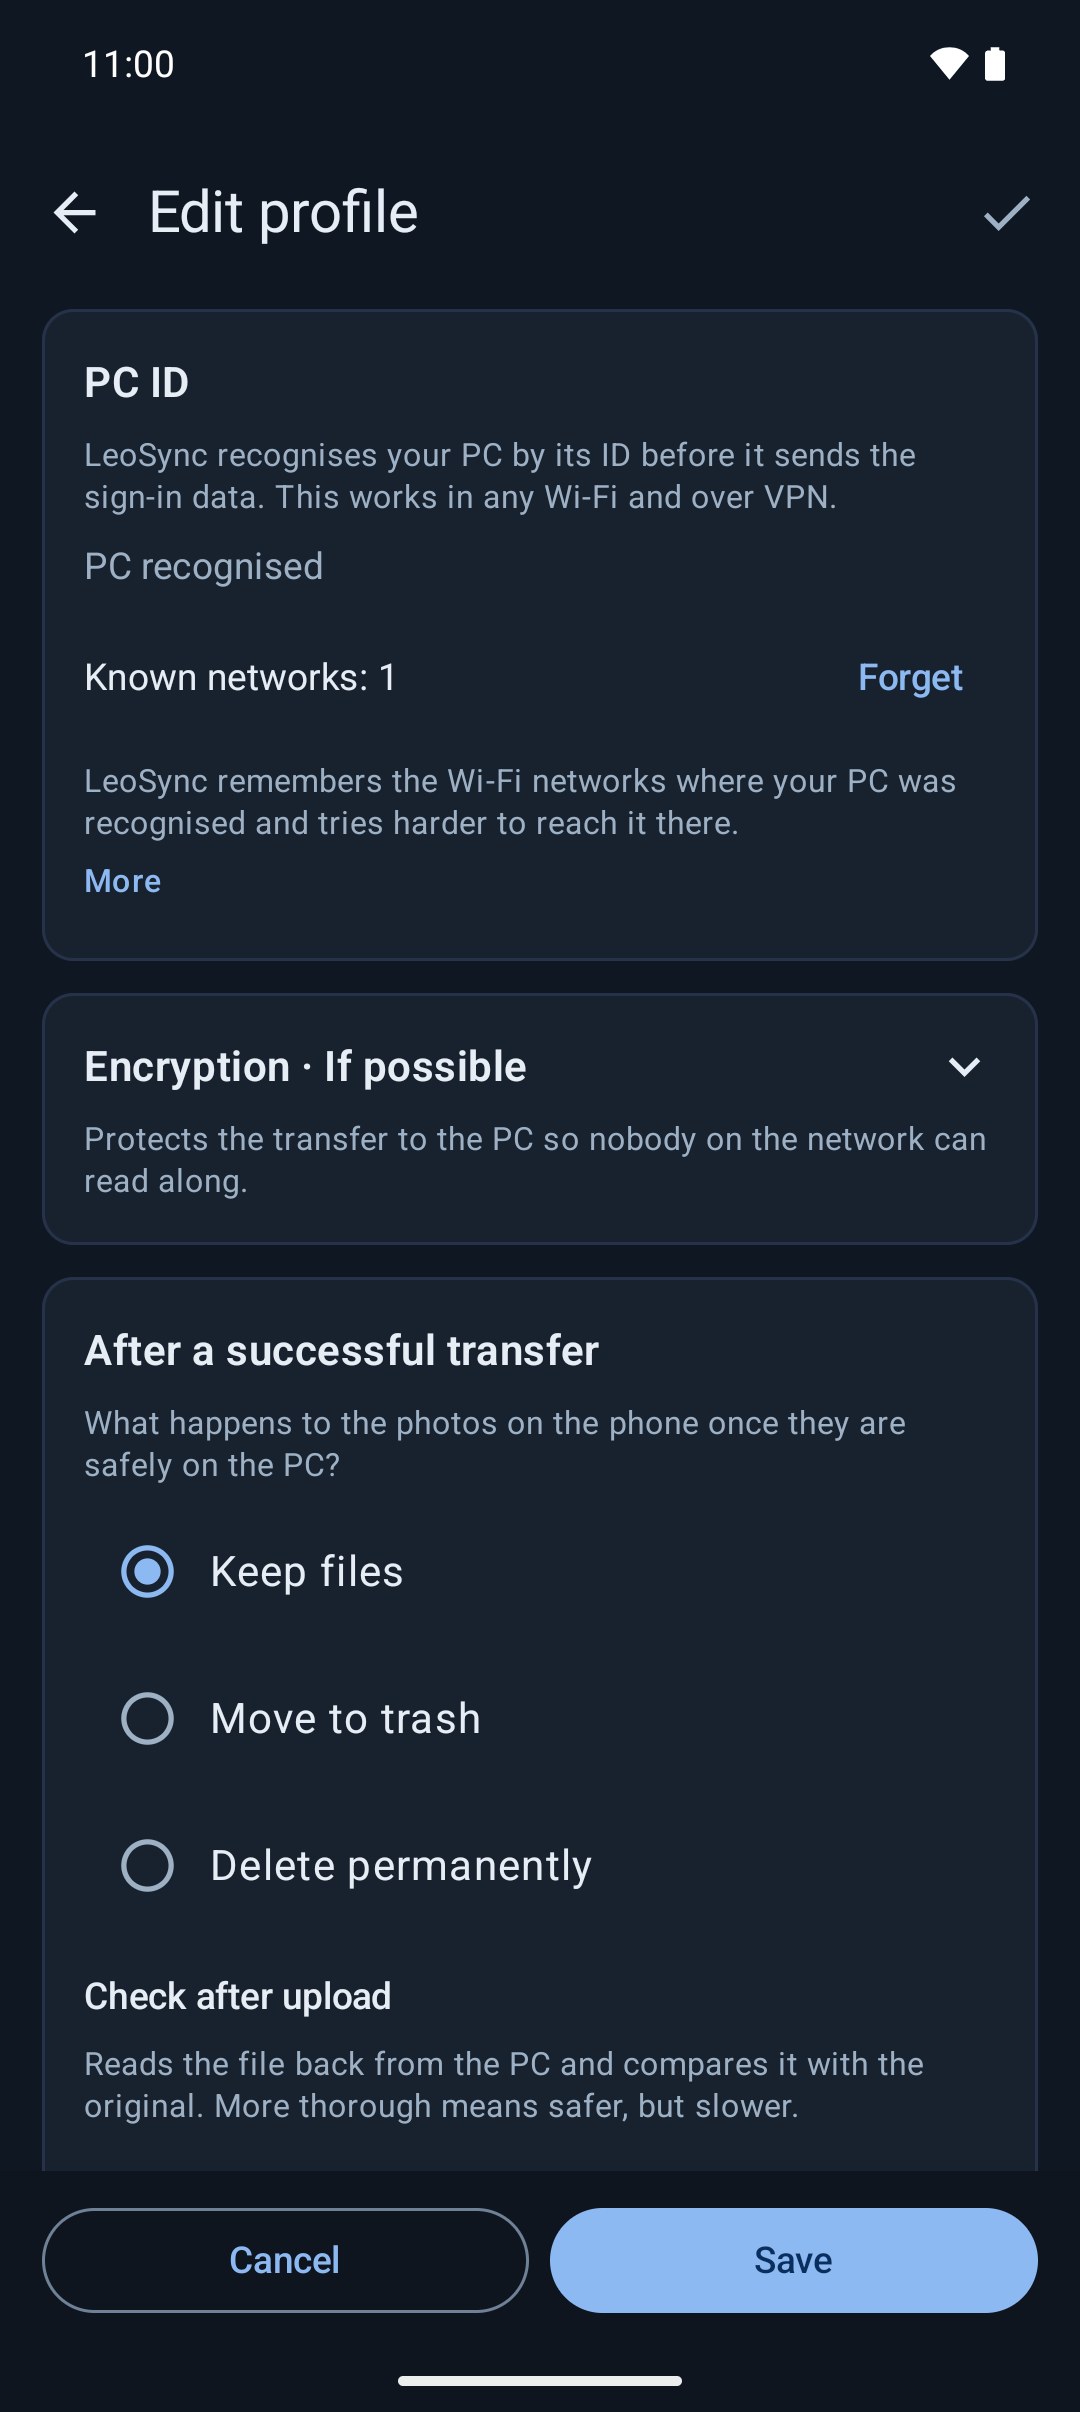 11:00
Edit profile
PC ID
LeoSync recognises your PC by its ID before it sends the
sign-in data. This works in any Wi-Fi and over VPN.
PC recognised
Known networks: 1
Forget
LeoSync remembers the Wi-Fi networks where your PC was
recognised and tries harder to reach it there.
More
Encryption · If possible
Protects the transfer to the PC so nobody on the network can
read along.
After a successful transfer
What happens to the photos on the phone once they are
safely on the PC?
Keep files
Move to trash
Delete permanently
Check after upload
Reads the file back from the PC and compares it with the
original. More thorough means safer, but slower.
Cancel
Save